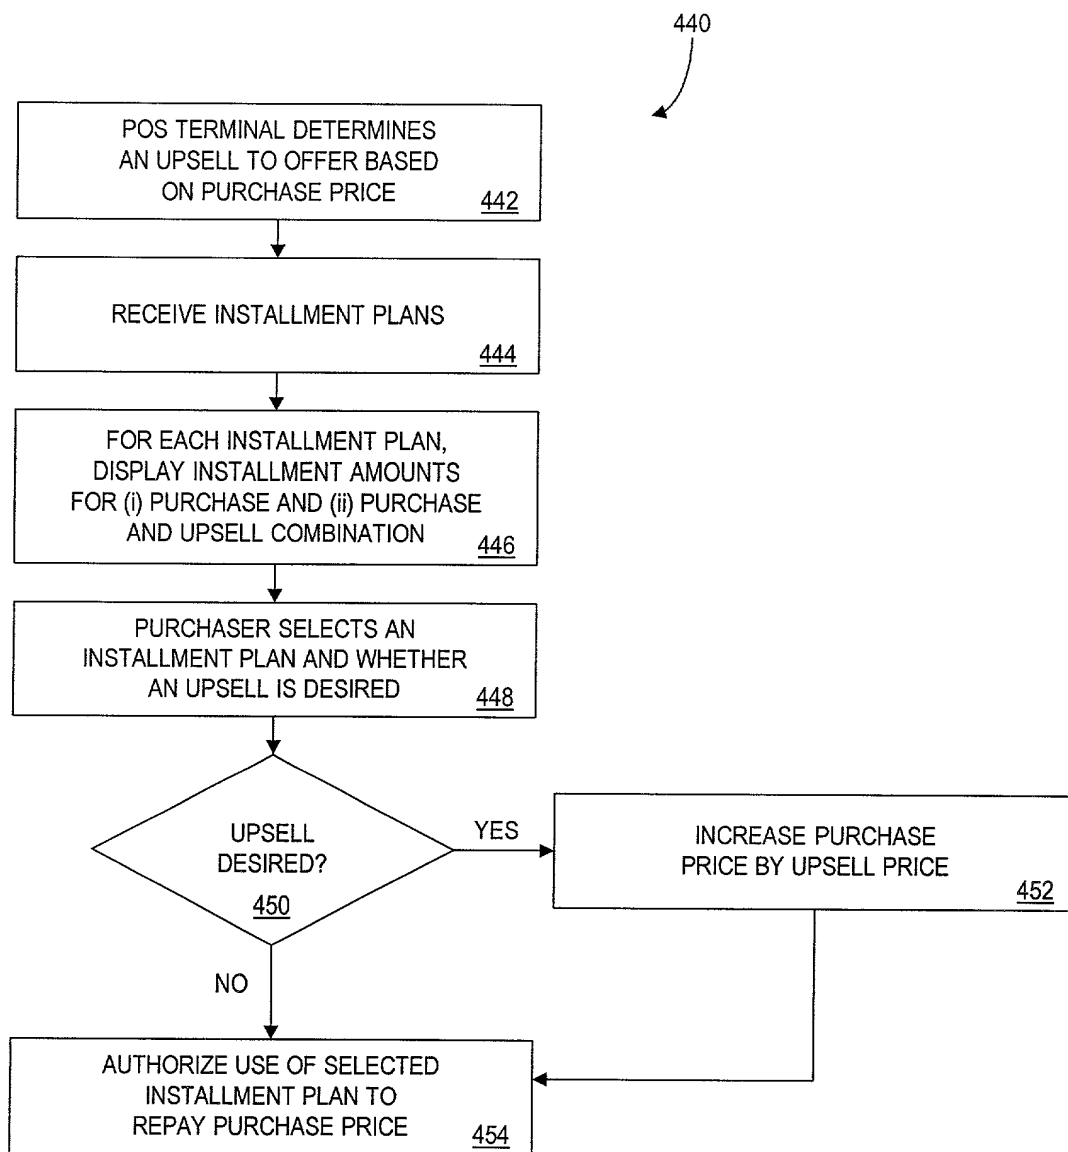 440
POS TERMINAL DETERMINES
AN UPSELL TO OFFER BASED
ON PURCHASE PRICE
442
RECEIVE INSTALLMENT PLANS
444
FOR EACH INSTALLMENT PLAN,
DISPLAY INSTALLMENT AMOUNTS
FOR (i) PURCHASE AND (ii) PURCHASE
AND UPSELL COMBINATION
446
PURCHASER SELECTS AN
INSTALLMENT PLAN AND WHETHER
AN UPSELL IS DESIRED
448
UPSELL
DESIRED?
450
YES
INCREASE PURCHASE
PRICE BY UPSELL PRICE
452
NO
AUTHORIZE USE OF SELECTED
INSTALLMENT PLAN TO
REPAY PURCHASE PRICE
454